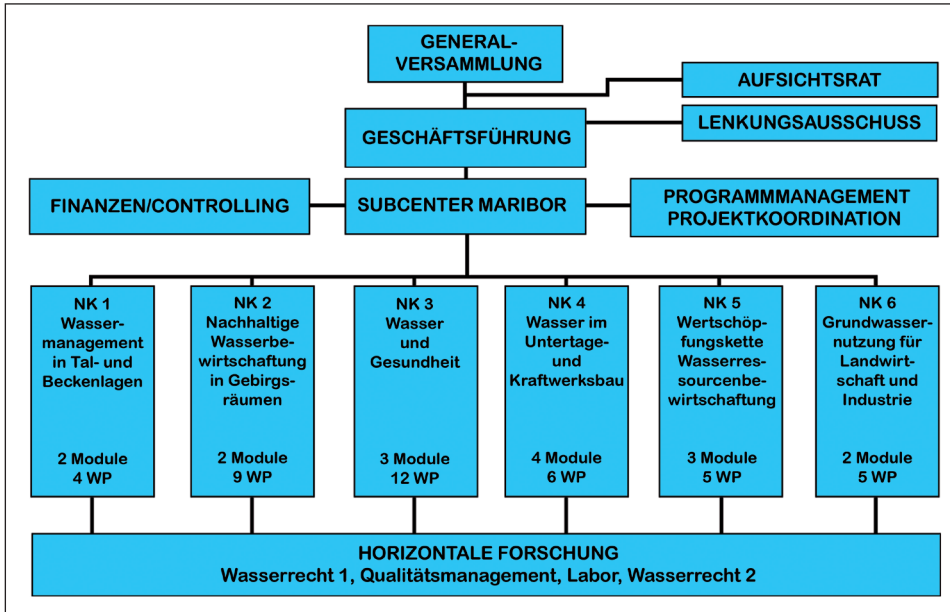 GENERAL-
VERSAMMLUNG
AUFSICHTSRAT
LENKUNGSAUSSCHUSS
GESCHÄFTSFÜHRUNG
FINANZEN/CONTROLLING
SUBCENTER MARIBOR
PROGRAMMMANAGEMENT
PROJEKTKOORDINATION
NK 1
Wasser-
management
in Tal- und
Beckenlagen
2 Module
4 WP
NK 2
Nachhaltige
Wasserbe-
wirtschaftung
in Gebirgs-
räumen
2 Module
9 WP
NK 3
Wasser
und
Gesundheit
3 Module
12 WP
NK 4
Wasser im
Untertage-
und
Kraftwerksbau
4 Module
6 WP
NK 5
Wertschöp-
fungskette
Wasserres-
sourcenbe-
wirtschaftung
3 Module
5 WP
NK 6
Grundwasser-
nutzung für
Landwirt-
schaft und
Industrie
2 Module
5 WP
HORIZONTALE FORSCHUNG
Wasserrecht 1, Qualitätsmanagement, Labor, Wasserrecht 2